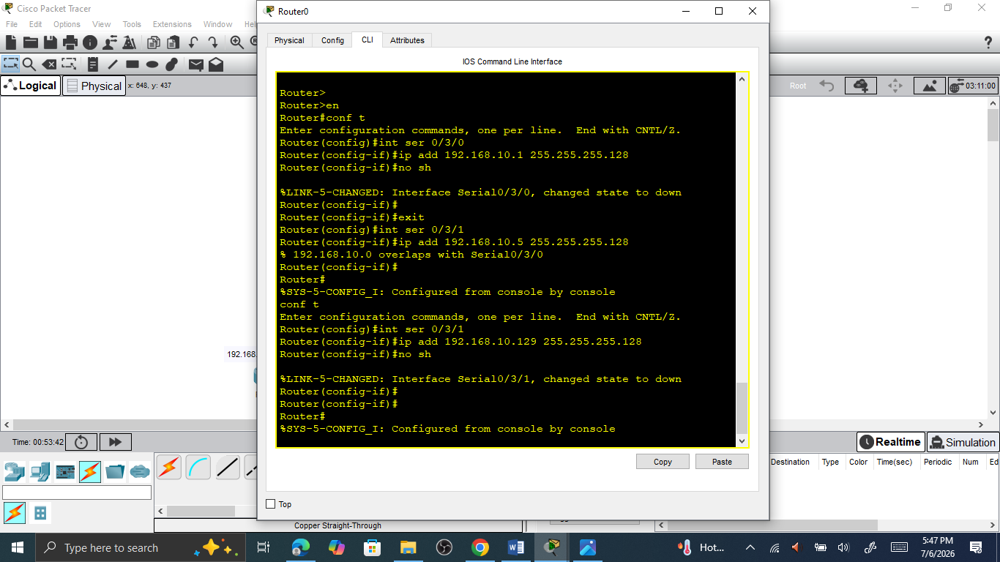 Cisco Packet Tracer
File Edit Options View Tools Extensions Window Hel
Logical Physical x: 648, y: 437
Root 03:11:00
192.168.
Router0
Physical Config CLI Attributes
IOS Command Line Interface
Router>
Router>en
Router#conf t
Enter configuration commands, one per line.  End with CNTL/Z.
Router(config)#int ser 0/3/0
Router(config-if)#ip add 192.168.10.1 255.255.255.128
Router(config-if)#no sh
%LINK-5-CHANGED: Interface Serial0/3/0, changed state to down
Router(config-if)#
Router(config-if)#exit
Router(config)#int ser 0/3/1
Router(config-if)#ip add 192.168.10.5 255.255.255.128
% 192.168.10.0 overlaps with Serial0/3/0
Router(config-if)#
Router#
%SYS-5-CONFIG_I: Configured from console by console
conf t
Enter configuration commands, one per line.  End with CNTL/Z.
Router(config)#int ser 0/3/1
Router(config-if)#ip add 192.168.10.129 255.255.255.128
Router(config-if)#no sh
%LINK-5-CHANGED: Interface Serial0/3/1, changed state to down
Router(config-if)#
Router(config-if)#
Router#
%SYS-5-CONFIG_I: Configured from console by console
Copy Paste
Top
Time: 00:53:42
Realtime Simulation
Destination Type Color Time(sec) Periodic Num Ed
Copper Straight-Through
Type here to search
Hot...
5:47 PM
7/6/2026